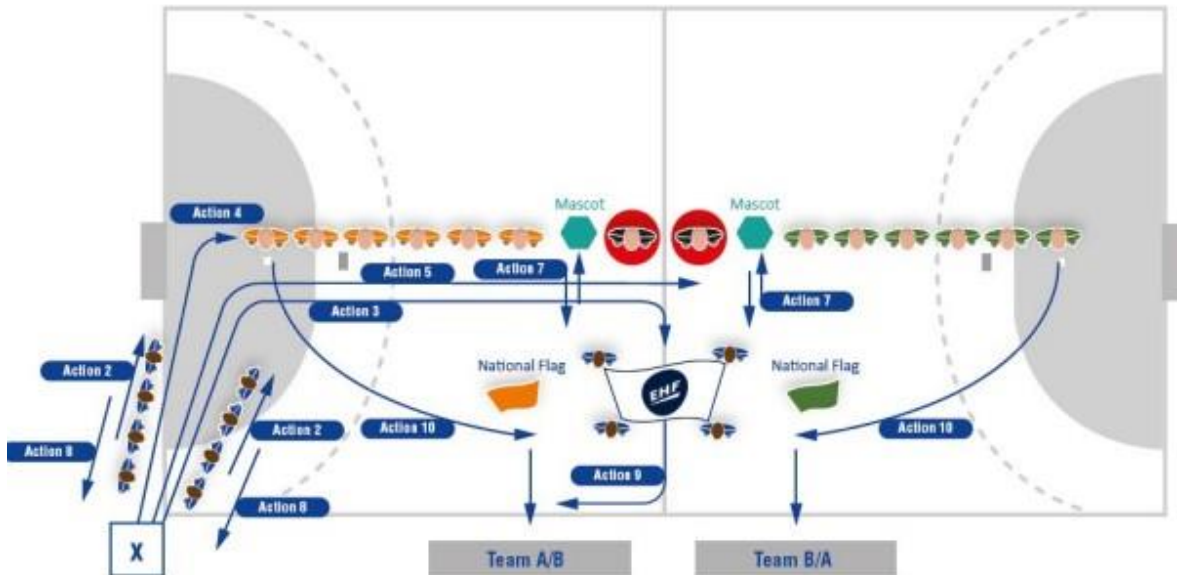 Mascot
Mascot
Action 4
Action 5
Action 7
Action 3
Action 7
Action 2
National Flag
National Flag
EHF
Action 2
Action 10
Action 10
Action 8
Action 9
Action 8
X
Team A/B
Team B/A